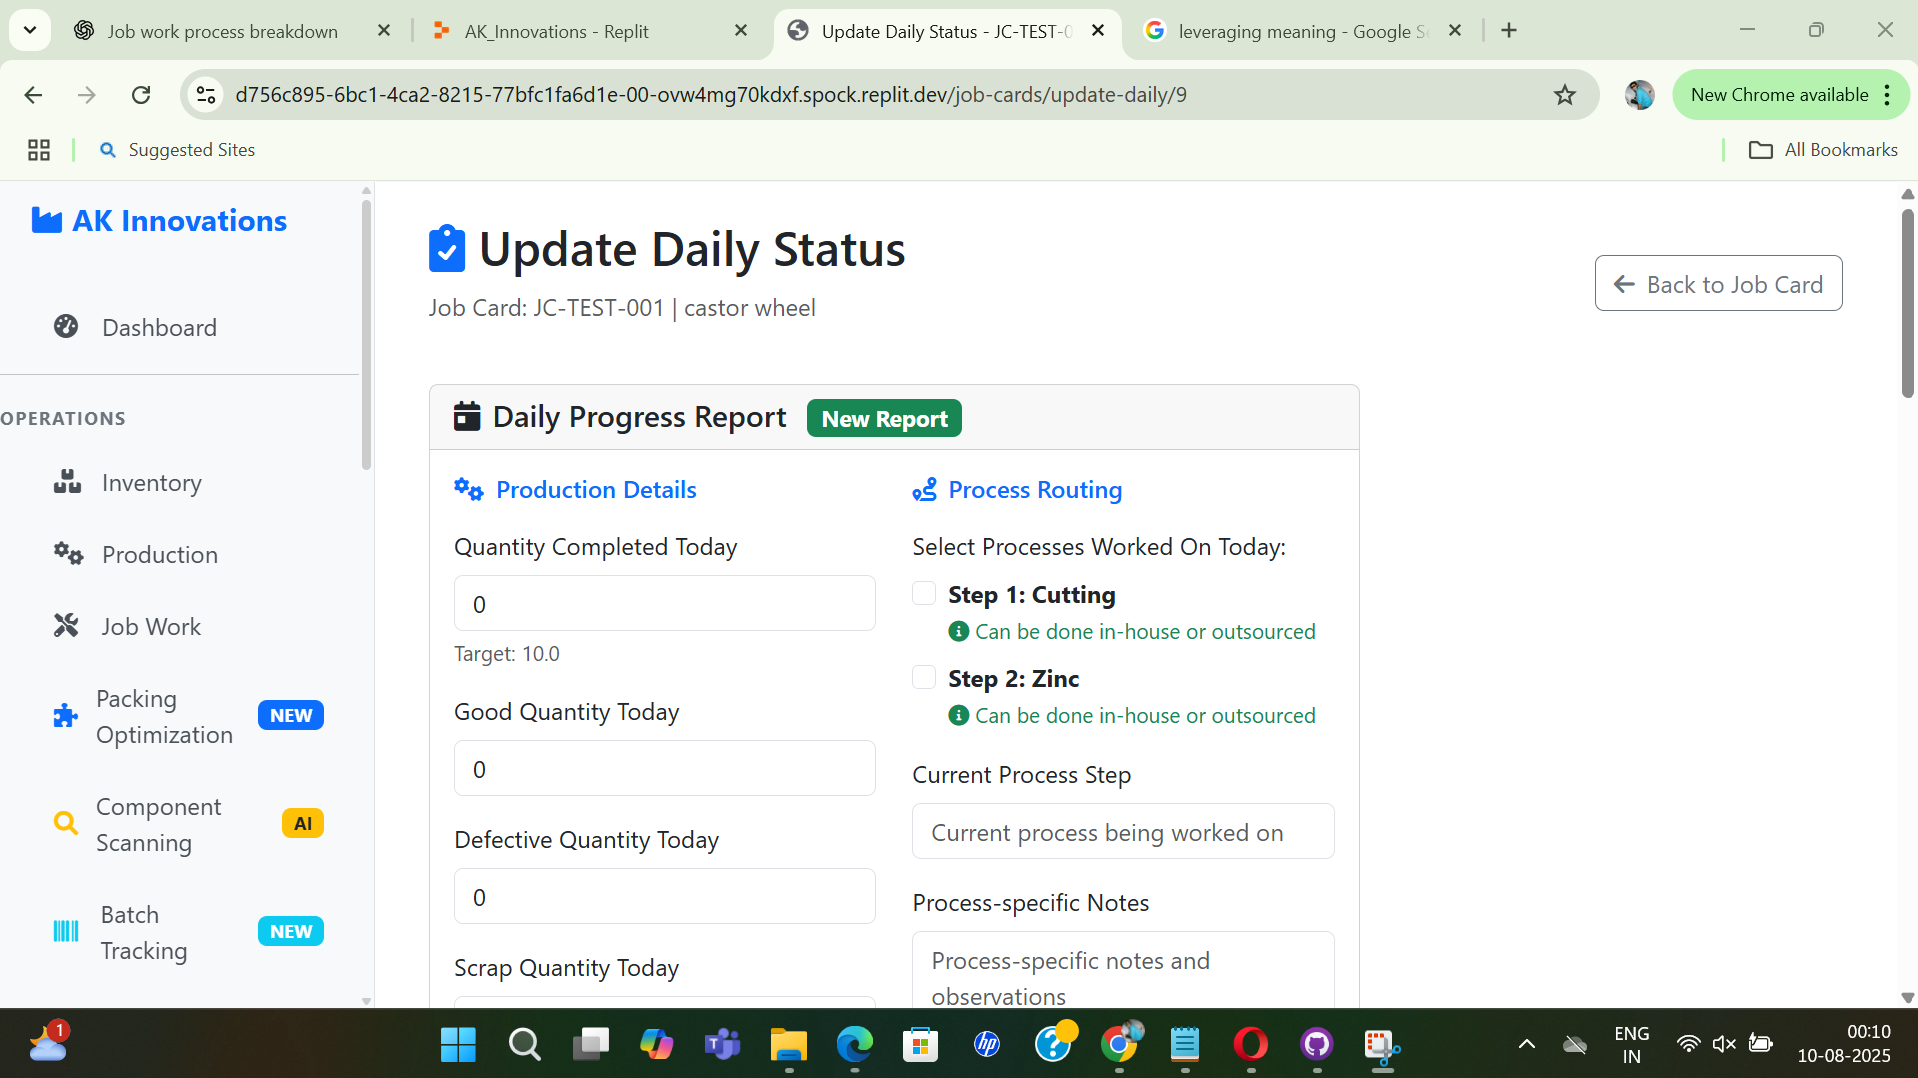 Job work process breakdown
AK_Innovations - Replit
Update Daily Status - JC-TEST-0
leveraging meaning - Google S
d756c895-6bc1-4ca2-8215-77bfc1fa6d1e-00-ovw4mg70kdxf.spock.replit.dev/job-cards/update-daily/9
New Chrome available
Suggested Sites
All Bookmarks
AK Innovations
Dashboard
OPERATIONS
Inventory
Production
Job Work
Packing
Optimization
NEW
Component
Scanning
AI
Batch
Tracking
NEW
Update Daily Status
Job Card: JC-TEST-001 | castor wheel
Back to Job Card
Daily Progress Report
New Report
Production Details
Quantity Completed Today
0
Target: 10.0
Good Quantity Today
0
Defective Quantity Today
0
Scrap Quantity Today
Process Routing
Select Processes Worked On Today:
Step 1: Cutting
Can be done in-house or outsourced
Step 2: Zinc
Can be done in-house or outsourced
Current Process Step
Current process being worked on
Process-specific Notes
Process-specific notes and
observations
1
hp
ENG
IN
00:10
10-08-2025